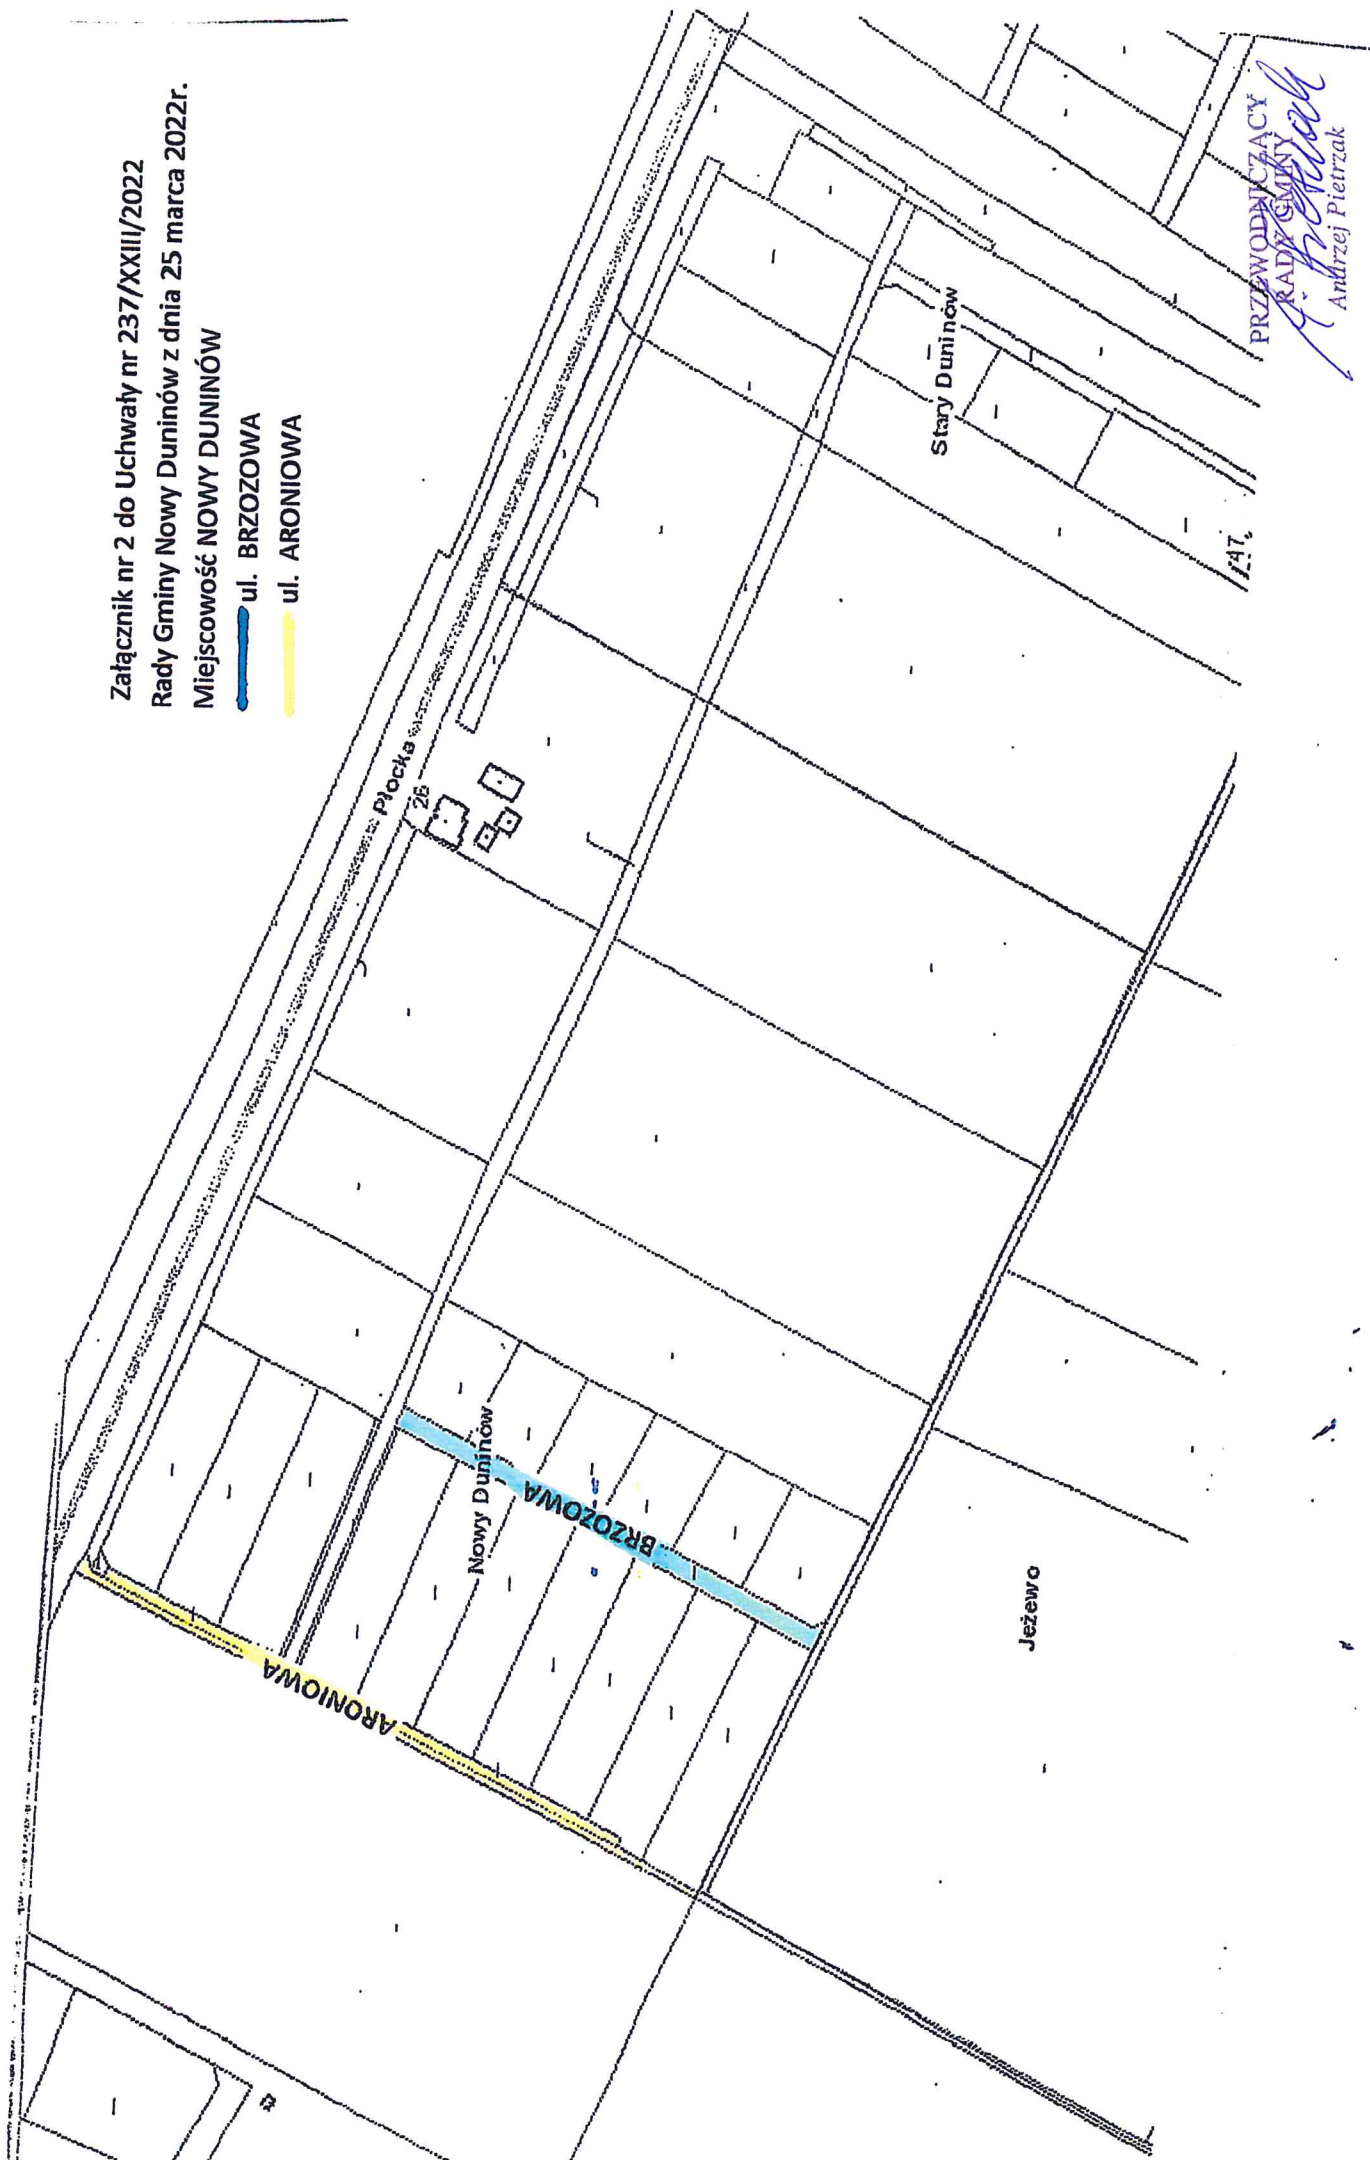 Załącznik nr 2 do Uchwały nr 237/XXIII/2022
Rady Gminy Nowy Duninów z dnia 25 marca 2022r.
Miejscowość NOWY DUNINÓW
ul. BRZOZOWA
ul. ARONIOWA
Płocka
26
Stary Duninów
47
Nowy Duninów
BRZOZOWA
ARONIOWA
Jeżewo
PRZEWODNICZĄCY
RADY GMINY
Andrzej Pietrzak